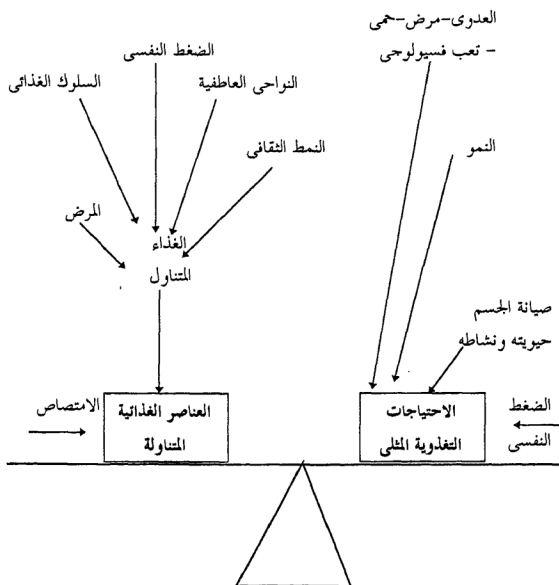 العدوى-مرض-حمى
- تعب فسيولوجى
الضغط النفسى
النواحى العاطفية
السلوك الغذائى
النمو
النمط الثقافى
المرض
الغذاء
المتناول
صيانة الجسم
حيويته ونشاطه
الاحتياجات
التغذوية المثلى
الضغط
النفسى
العناصر الغذائية
المتناولة
الامتصاص